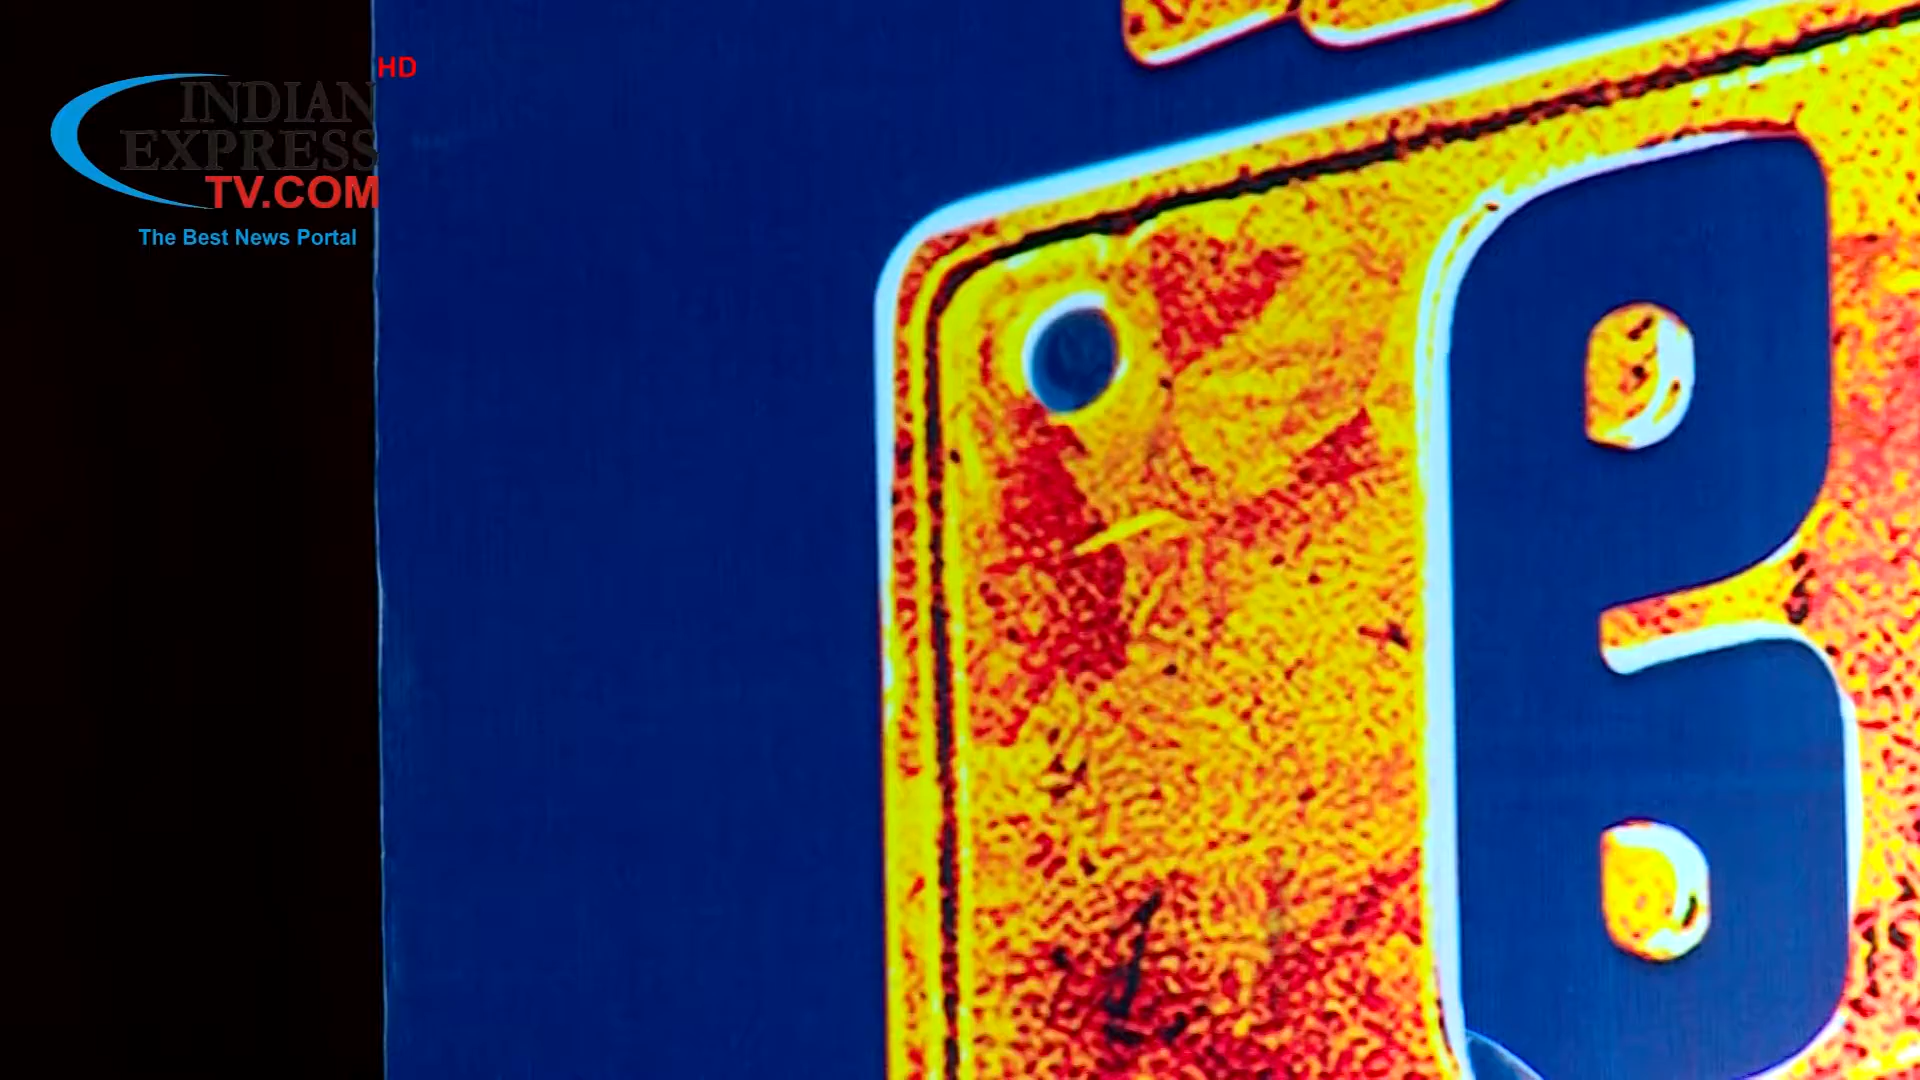 INDIAN HD
EXPRESS
TV.COM
The Best News Portal
B